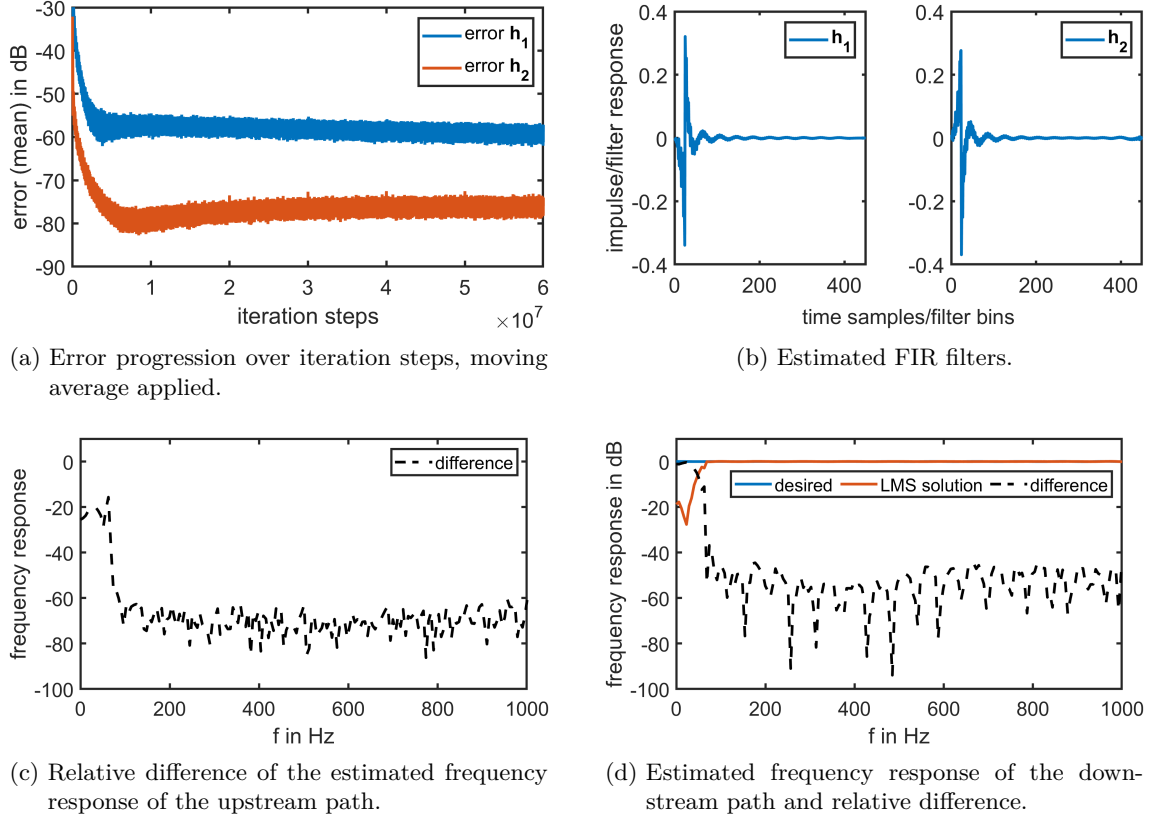 -30
-40
-50
-60
-70
-80
-90
error (mean) in dB
error h1
error h2
0 1 2 3 4 5 6
iteration steps
×10^7
(a) Error progression over iteration steps, moving
average applied.
0.4
0.2
0
-0.2
-0.4
impulse/filter response
h1
0 200 400
0.4
0.2
0
-0.2
-0.4
h2
0 200 400
time samples/filter bins
(b) Estimated FIR filters.
0
-20
-40
-60
-80
-100
frequency response
difference
0 200 400 600 800 1000
f in Hz
(c) Relative difference of the estimated frequency
response of the upstream path.
0
-20
-40
-60
-80
-100
frequency response in dB
desired LMS solution difference
0 200 400 600 800 1000
f in Hz
(d) Estimated frequency response of the down-
stream path and relative difference.